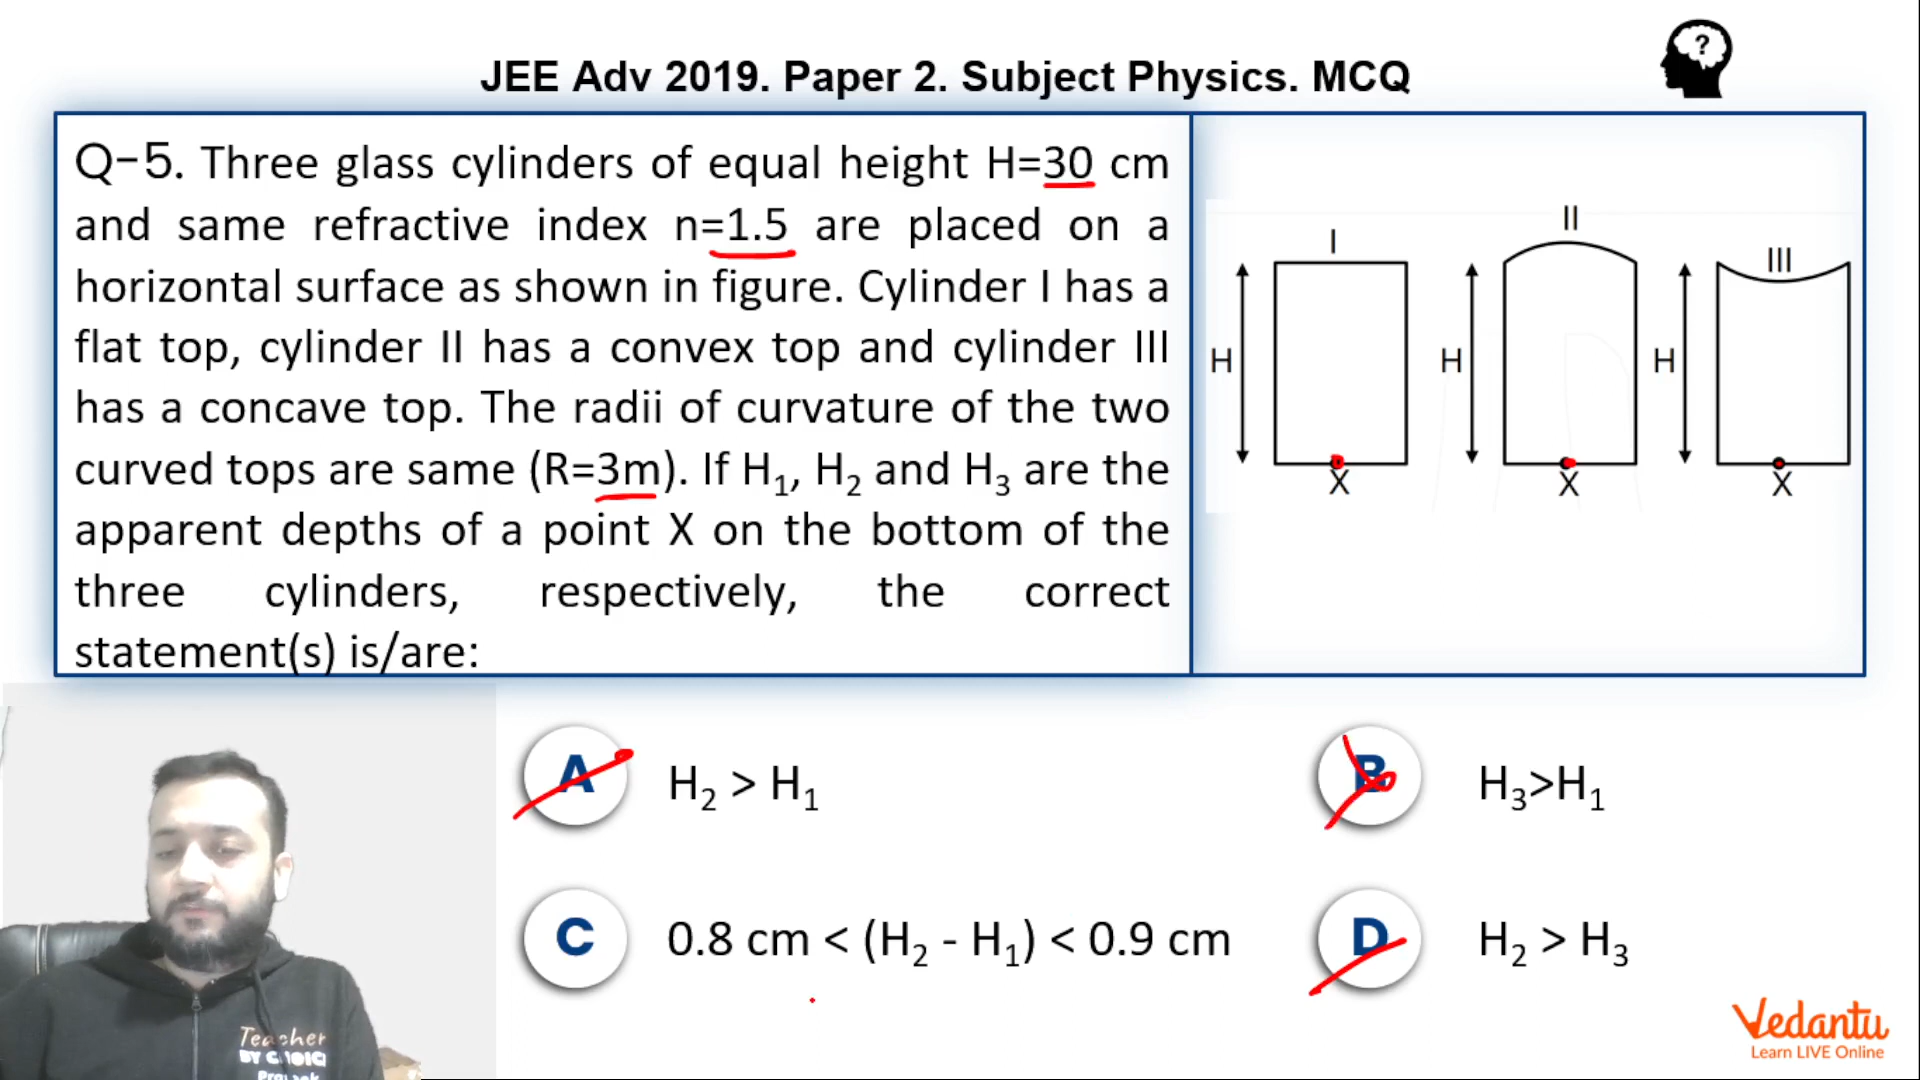 JEE Adv 2019. Paper 2. Subject Physics. MCQ
?
Q-5. Three glass cylinders of equal height H=30 cm
and same refractive index n=1.5 are placed on a
horizontal surface as shown in figure. Cylinder I has a
flat top, cylinder II has a convex top and cylinder III
has a concave top. The radii of curvature of the two
curved tops are same (R=3m). If H₁, H₂ and H₃ are the
apparent depths of a point X on the bottom of the
three cylinders, respectively, the correct
statement(s) is/are:
I
II
III
H
H
H
X
X
X
A H₂ > H₁
B H₃>H₁
C 0.8 cm < (H₂ - H₁) < 0.9 cm
D H₂ > H₃
Teacher
BY CHOICE
Vedantu
Learn LIVE Online